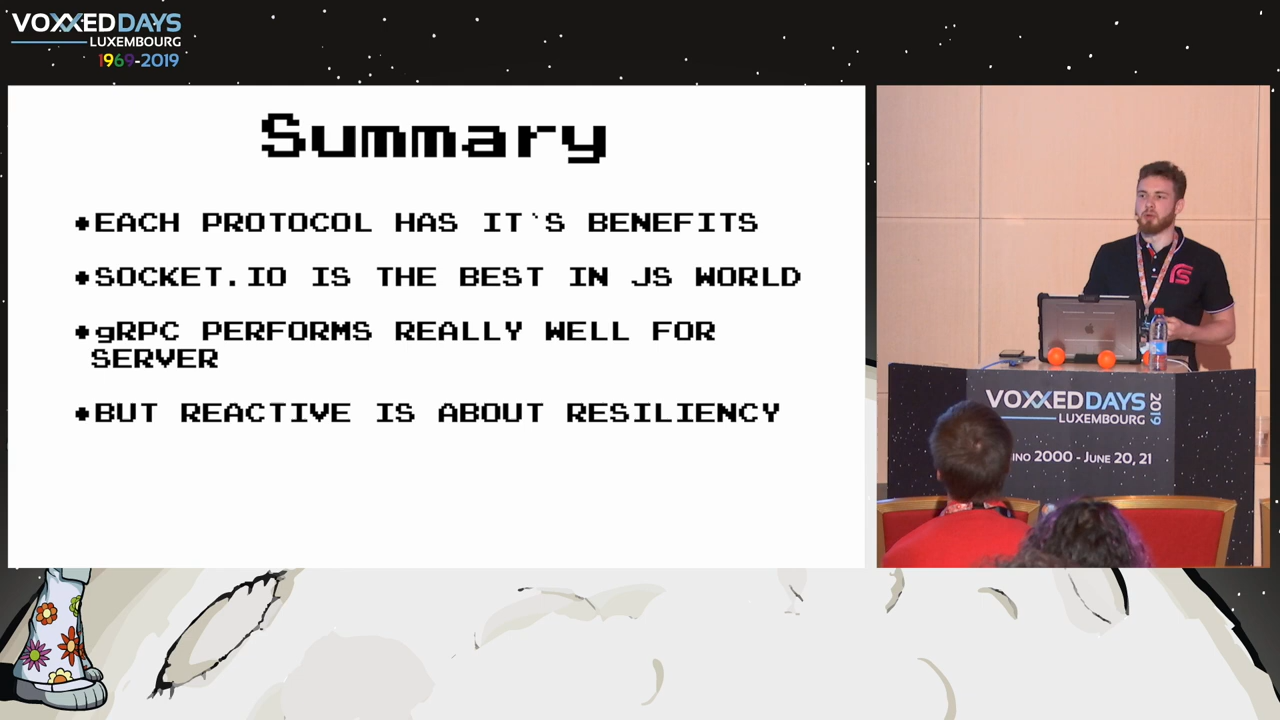 VOXXEDDAYS
LUXEMBOURG
1969-2019
Summary
•EACH PROTOCOL HAS IT`S BENEFITS
•SOCKET.IO IS THE BEST IN JS WORLD
•gRPC PERFORMS REALLY WELL FOR
SERVER
•BUT REACTIVE IS ABOUT RESILIENCY
VOXXEDDAYS
LUXEMBOURG
2019
INO 2000 - JUNE 20, 21